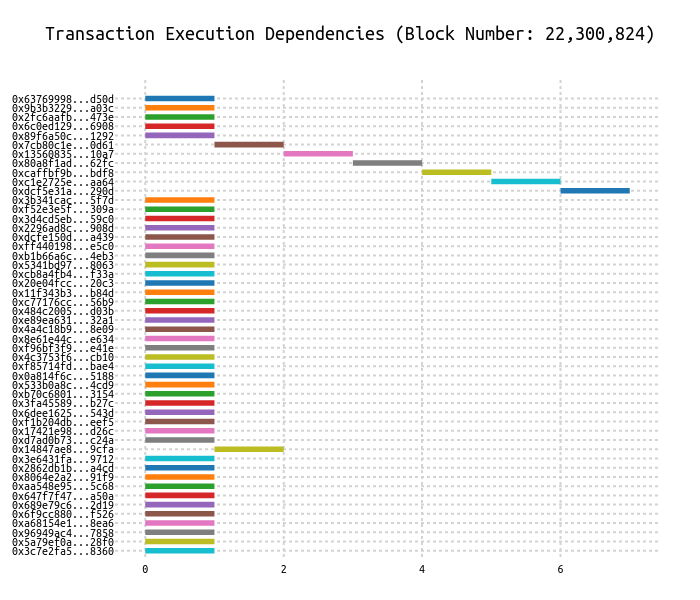 Transaction Execution Dependencies (Block Number: 22,300,824)
0x63769998...d50d
0x9b3b3229...a03c
0x2fc6aafb...473e
0x6c0ed129...6908
0x89f6a50c...1292
0x7cb80c1e...0d61
0x13560835...10a7
0x80a8f1ad...62fc
0xcaffbf9b...bdf8
0xc1e2725e...aa64
0xdcf5e31a...290d
0x3b341cac...5f7d
0xf52e3e5f...309a
0x3d4cd5eb...59c0
0x2296ad8c...908d
0xdcfe150d...a439
0xff440198...e5c0
0xb1b66a6c...4eb3
0x5341bd97...8063
0xcb8a4fb4...f33a
0x20e04fcc...20c3
0x11f343b3...b84d
0xc77176cc...56b9
0x484c2005...d03b
0xe89ea631...32a1
0x4a4c18b9...8e09
0x8e61e44c...e634
0xf96bf3f9...e41e
0x4c3753f6...cb10
0xf85714fd...bae4
0x0a814f6c...5188
0x533b0a8c...4cd9
0xb70c6801...3154
0x3fa45589...b27c
0x6dee1625...543d
0xf1b204db...eef5
0x17421e98...d26c
0xd7ad0b73...c24a
0x14847ae8...9cfa
0x3e6431fa...9712
0x2862db1b...a4cd
0x8064e2a2...91f9
0xaa548e95...5c68
0x647f7f47...a50a
0x689e79c6...2d19
0x6f9cc880...f526
0xa68154e1...8ea6
0x96949ac4...7858
0x5a79ef0a...28f0
0x3c7e2fa5...8360
0 2 4 6